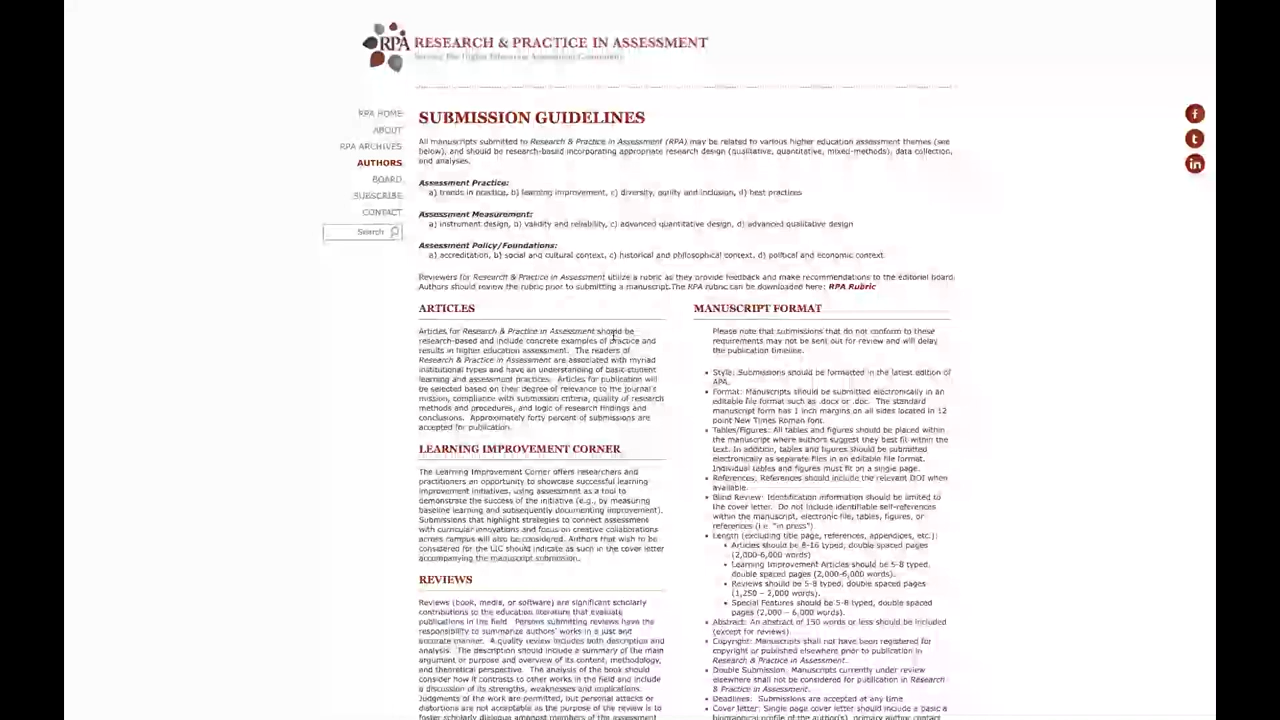 RPA RESEARCH & PRACTICE IN ASSESSMENT
Serving the Higher Education Assessment Community
RPA HOME
ABOUT
RPA ARCHIVES
AUTHORS
BOARD
SUBSCRIBE
CONTACT
Search
SUBMISSION GUIDELINES
All manuscripts submitted to Research & Practice in Assessment (RPA) may be related to various higher education assessment themes (see
below), and should be research-based incorporating appropriate research design (qualitative, quantitative, mixed-methods), data collection,
and analyses.
Assessment Practice:
a) trends in practice, b) learning improvement, c) diversity, equity and inclusion, d) best practices
Assessment Measurement:
a) instrument design, b) validity and reliability, c) advanced quantitative design, d) advanced qualitative design
Assessment Policy/Foundations:
a) accreditation, b) social and cultural context, c) historical and philosophical context, d) political and economic context
Reviewers for Research & Practice in Assessment utilize a rubric as they provide feedback and make recommendations to the editorial board.
Authors should review the rubric prior to submitting a manuscript.The RPA rubric can be downloaded here: RPA Rubric
ARTICLES
Articles for Research & Practice in Assessment should be
research-based and include concrete examples of practice and
results in higher education assessment. The readers of
Research & Practice in Assessment are associated with myriad
institutional types and have an understanding of basic student
learning and assessment practices. Articles for publication will
be selected based on their degree of relevance to the journal's
mission, compliance with submission criteria, quality of research
methods and procedures, and logic of research findings and
conclusions. Approximately forty percent of submissions are
accepted for publication.
LEARNING IMPROVEMENT CORNER
The Learning Improvement Corner offers researchers and
practitioners an opportunity to showcase successful learning
improvement initiatives, using assessment as a tool to
demonstrate the success of the initiative (e.g., by measuring
baseline learning and subsequently documenting improvement).
Submissions that highlight strategies to connect assessment
with curricular innovations and focus on creative collaborations
across campus will also be considered. Authors that wish to be
considered for the LIC should indicate as such in the cover letter
accompanying the manuscript submission.
REVIEWS
Reviews (book, media, or software) are significant scholarly
contributions to the education literature that evaluate
publications in the field. Persons submitting reviews have the
responsibility to summarize authors' works in a just and
accurate manner. A quality review includes both description and
analysis. The description should include a summary of the main
argument or purpose and overview of its content, methodology,
and theoretical perspective. The analysis of the book should
consider how it contrasts to other works in the field and include
a discussion of its strengths, weaknesses and implications.
Judgments of the work are permitted, but personal attacks or
distortions are not acceptable as the purpose of the review is to
foster scholarly dialogue amongst members of the assessment
MANUSCRIPT FORMAT
Please note that submissions that do not conform to these
requirements may not be sent out for review and will delay
the publication timeline.
• Style: Submissions should be formatted in the latest edition of
APA.
• Format: Manuscripts should be submitted electronically in an
editable file format such as .docx or .doc. The standard
manuscript form has 1 inch margins on all sides located in 12
point New Times Roman font.
• Tables/Figures: All tables and figures should be placed within
the manuscript where authors suggest they best fit within the
text. In addition, tables and figures should be submitted
electronically as separate files in an editable file format.
Individual tables and figures must fit on a single page.
• References: References should include the relevant DOI when
available.
• Blind Review: Identification information should be limited to
the cover letter. Do not include identifiable self-references
within the manuscript, electronic file, tables, figures, or
references (i.e. "in press").
• Length (excluding title page, references, appendices, etc.):
• Articles should be 8-16 typed, double spaced pages
(2,000-6,000 words)
• Learning Improvement Articles should be 5-8 typed,
double spaced pages (2,000-6,000 words).
• Reviews should be 5-8 typed, double spaced pages
(1,250 – 2,000 words).
• Special Features should be 5-8 typed, double spaced
pages (2,000 – 6,000 words).
• Abstract: An abstract of 150 words or less should be included
(except for reviews).
• Copyright: Manuscripts shall not have been registered for
copyright or published elsewhere prior to publication in
Research & Practice in Assessment.
• Double Submission: Manuscripts currently under review
elsewhere shall not be considered for publication in Research
& Practice in Assessment.
• Deadlines: Submissions are accepted at any time
• Cover letter: Single page cover letter should include a basic a
biographical profile of the author(s), primary author contact